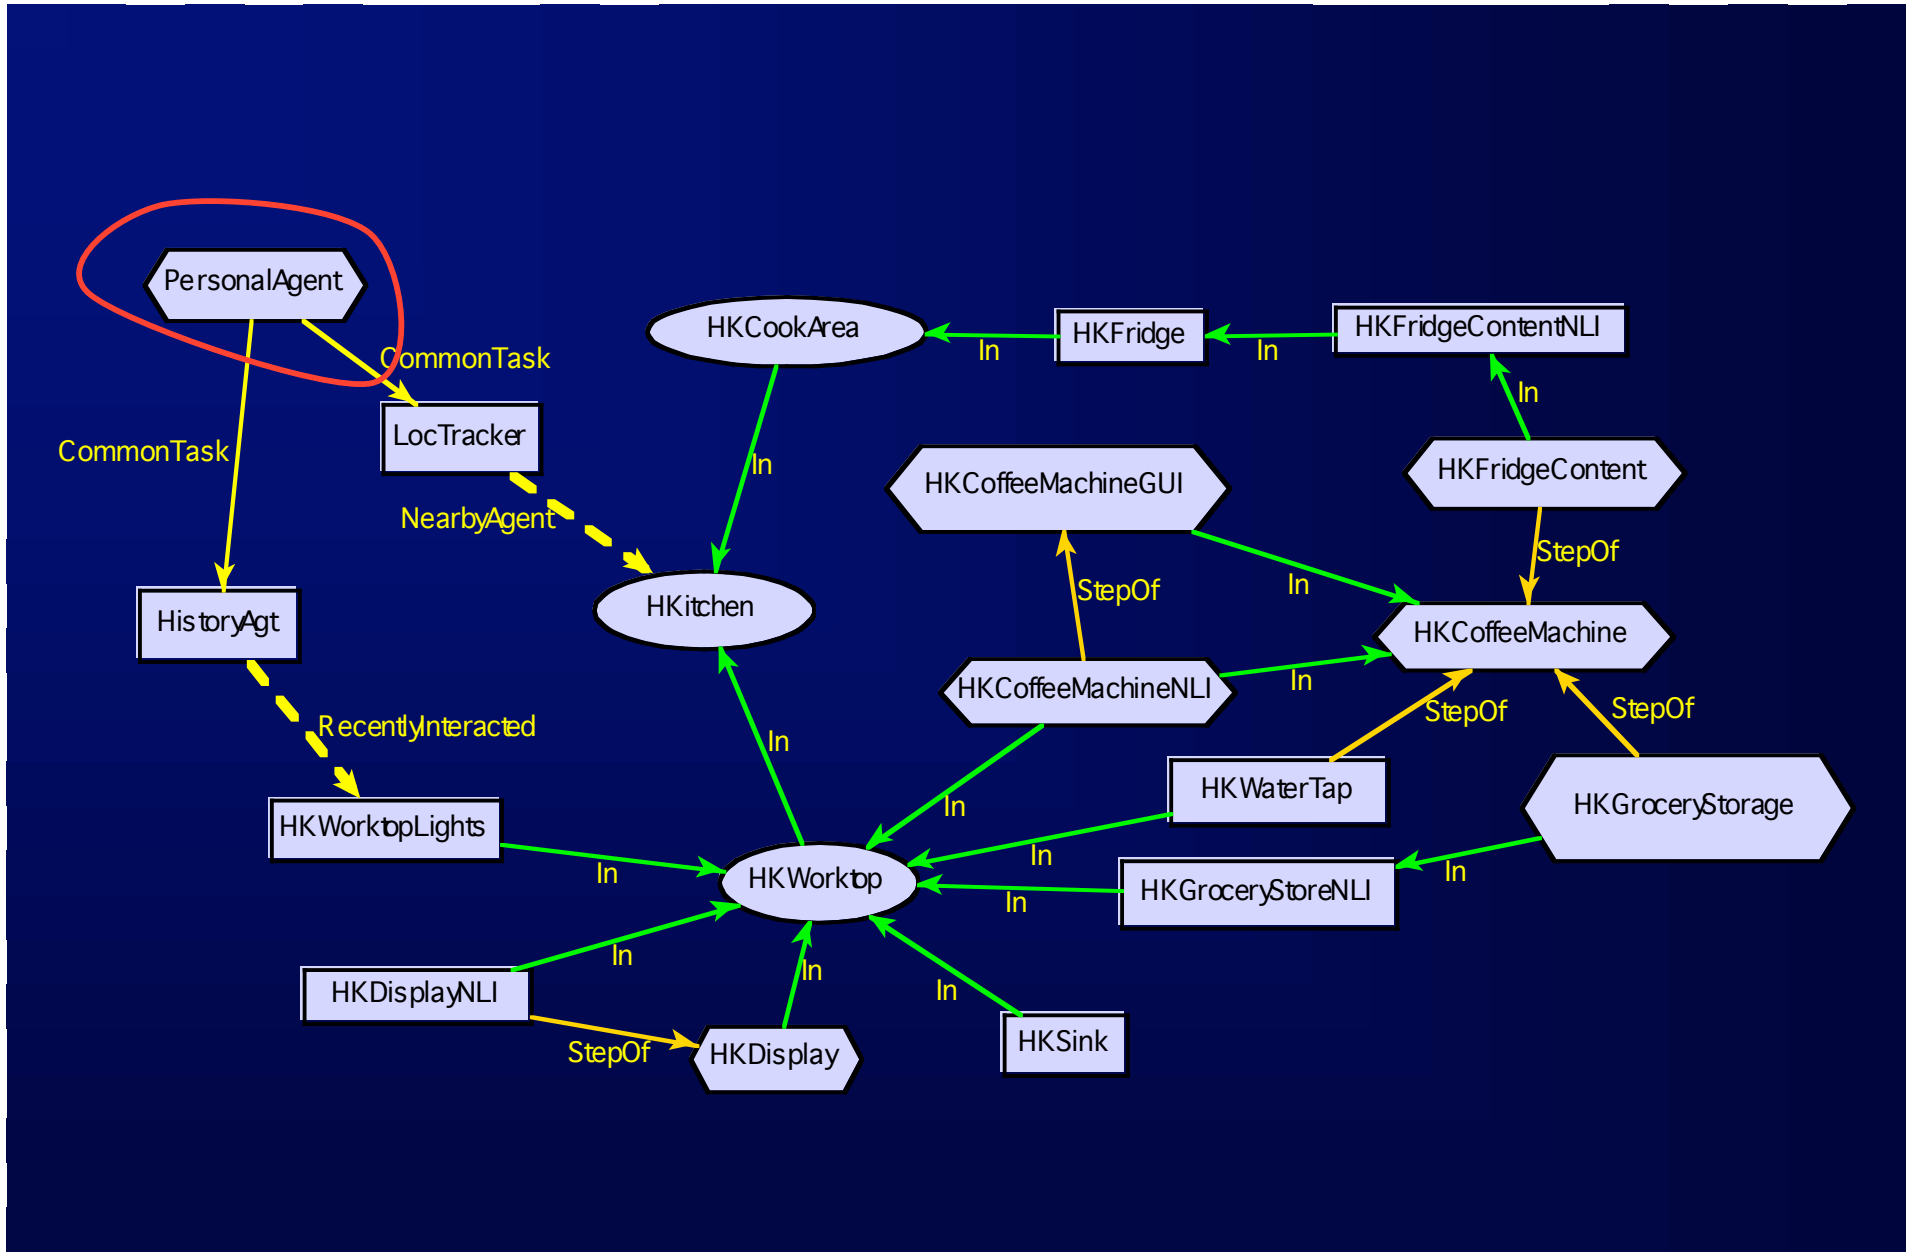 PersonalAgent
CommonTask
LocTracker
CommonTask
NearbyAgent
HistoryAgt
RecentlyInteracted
HKWorktopLights
In
HKCookArea
In
HKFridge
In
HKFridgeContentNLI
In
HKFridgeContent
StepOf
In
HKitchen
HKCoffeeMachineGUI
In
StepOf
HKCoffeeMachine
HKCoffeeMachineNLI
In
StepOf
StepOf
In
In
HKWaterTap
In
HKGroceryStorage
In
HKGroceryStoreNLI
In
HKWorktop
In
HKDisplayNLI
StepOf
In
HKDisplay
In
HKSink